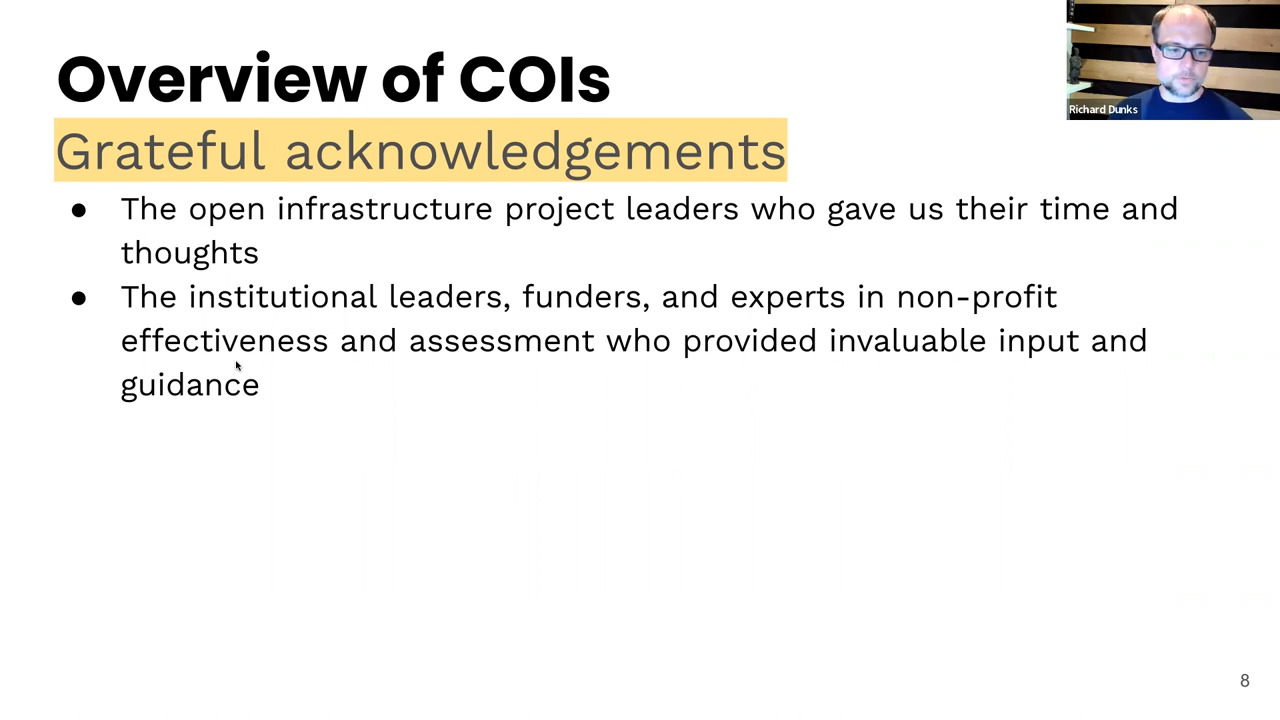 Overview of COIs
Richard Dunks
Grateful acknowledgements
● The open infrastructure project leaders who gave us their time and
thoughts
● The institutional leaders, funders, and experts in non-profit
effectiveness and assessment who provided invaluable input and
guidance
8